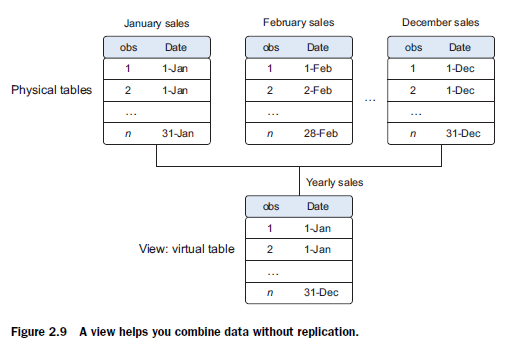 January sales
February sales
December sales
obs Date
obs Date
obs Date
1 1-Jan
1 1-Feb
1 1-Dec
Physical tables
2 1-Jan
2 2-Feb
2 1-Dec
...
...
...
...
n 31-Jan
n 28-Feb
n 31-Dec
Yearly sales
obs Date
1 1-Jan
View: virtual table
2 1-Jan
...
n 31-Dec
Figure 2.9 A view helps you combine data without replication.